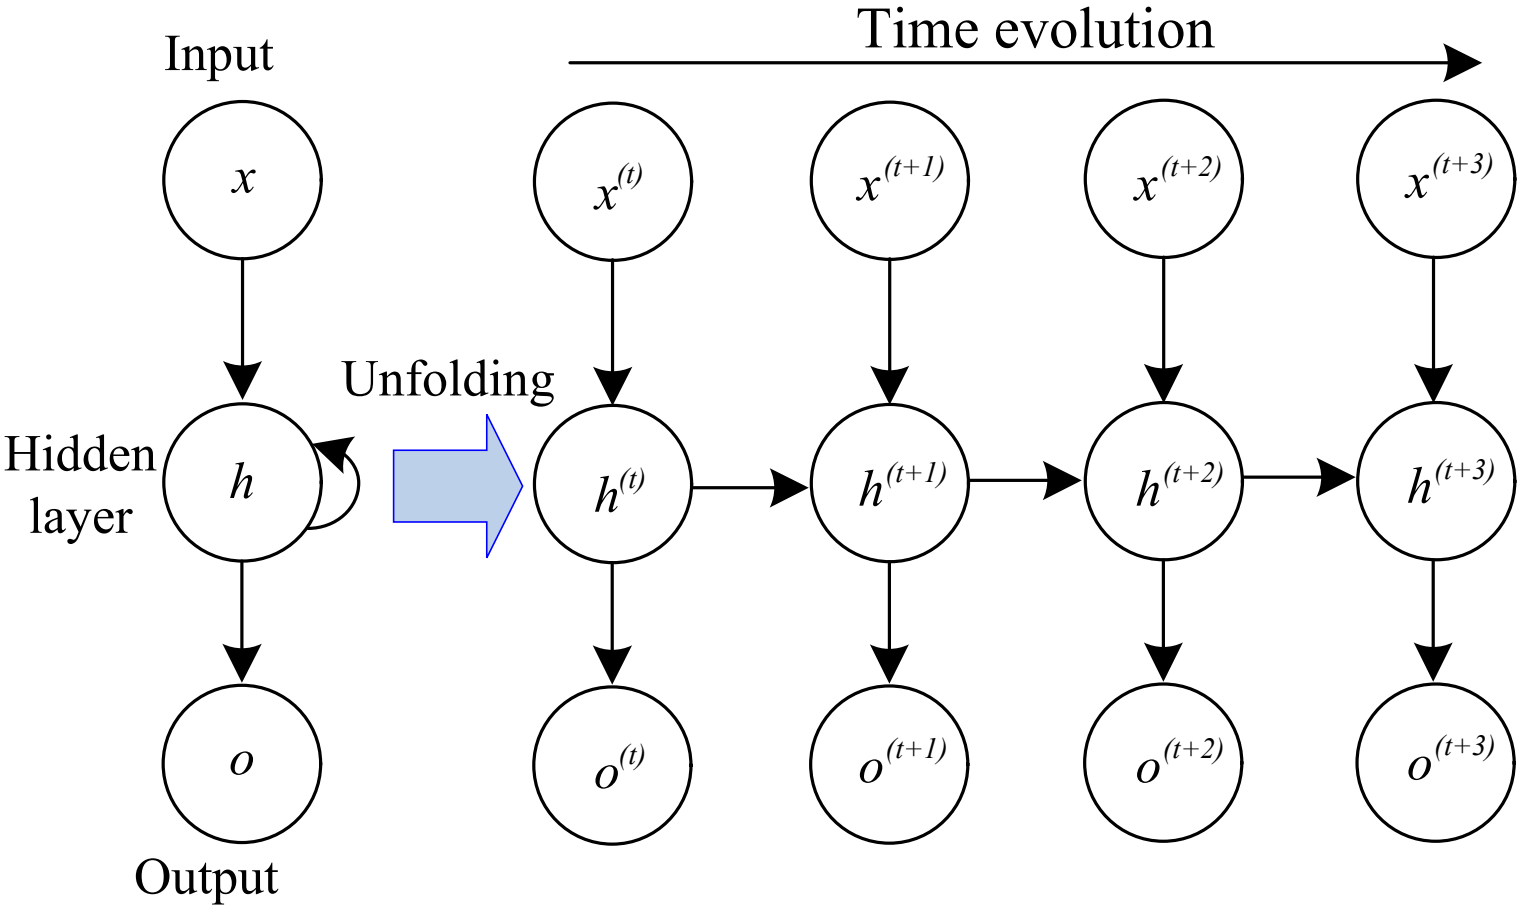 Time evolution
Input
x
x^(t)
x^(t+1)
x^(t+2)
x^(t+3)
Unfolding
Hidden
layer
h
h^(t)
h^(t+1)
h^(t+2)
h^(t+3)
o
o^(t)
o^(t+1)
o^(t+2)
o^(t+3)
Output